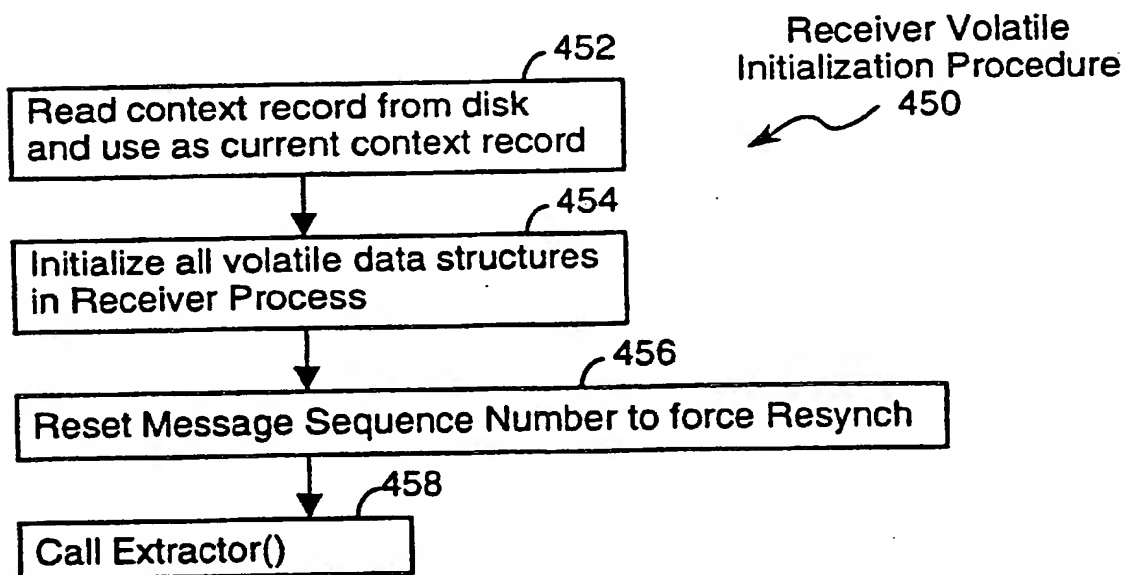 Receiver Volatile
Initialization Procedure
450
452
Read context record from disk
and use as current context record
454
Initialize all volatile data structures
in Receiver Process
456
Reset Message Sequence Number to force Resynch
458
Call Extractor()